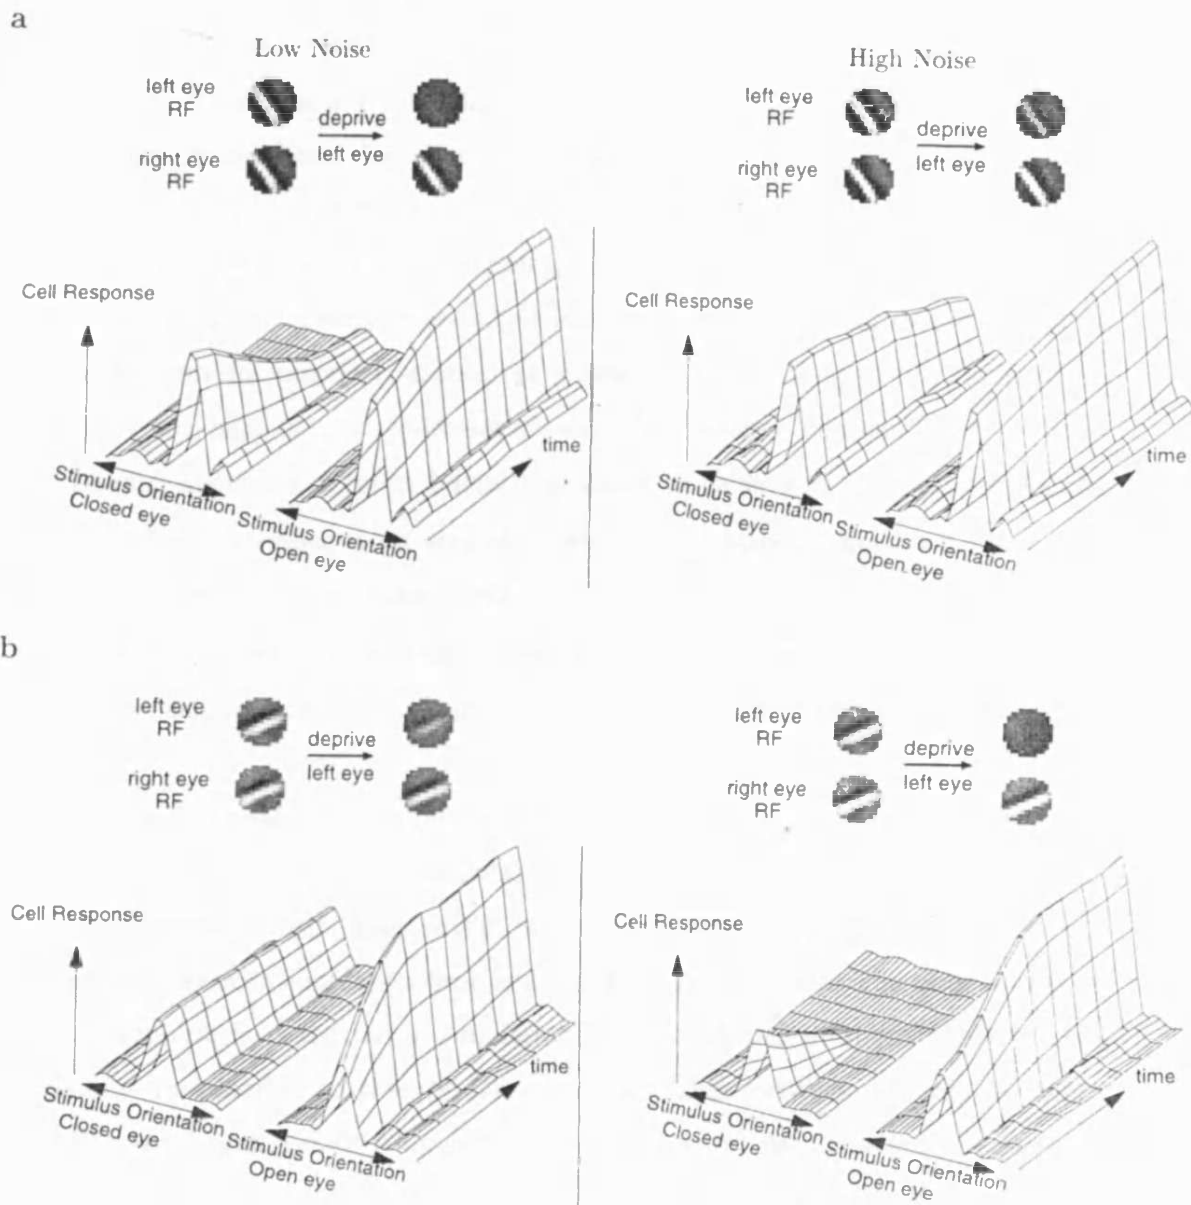 a
Low Noise
left eye
RF
deprive
left eye
right eye
RF
Cell Response
time
Stimulus Orientation
Closed eye
Stimulus Orientation
Open eye
High Noise
left eye
RF
deprive
left eye
right eye
RF
Cell Response
time
Stimulus Orientation
Closed eye
Stimulus Orientation
Open eye
b
left eye
RF
deprive
left eye
right eye
RF
Cell Response
time
Stimulus Orientation
Closed eye
Stimulus Orientation
Open eye
left eye
RF
deprive
left eye
right eye
RF
Cell Response
time
Stimulus Orientation
Closed eye
Stimulus Orientation
Open eye